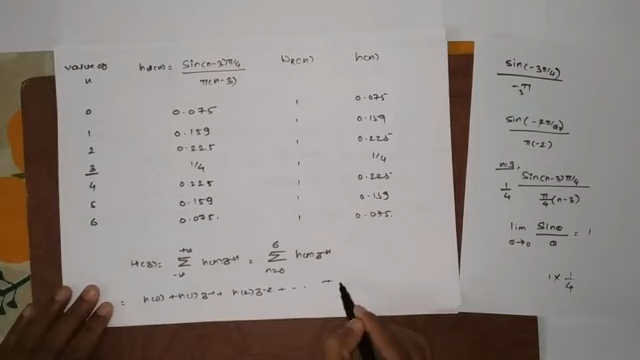 value of n hd(n) = sin(n-3)π/4 / π(n-3) WR(n) h(n)
0 0.075 1 0.075
1 0.159 1 0.159
2 0.225 1 0.225
3 1/4 1 1/4
4 0.225 1 0.225
5 0.159 1 0.159
6 0.075. 1 0.075.
H(z) = Σ h(n)z^-n = Σ n=0 6 h(n)z^-n
= h(0) + h(1)z^-1 + h(2)z^-2 + ... +
sin(-3π/4) / -3π
π(-2)
n=3, 1/4 sin(n-3)π/4 / π/4 (n-3)
lim θ→0 sinθ / θ = 1
1 × 1/4